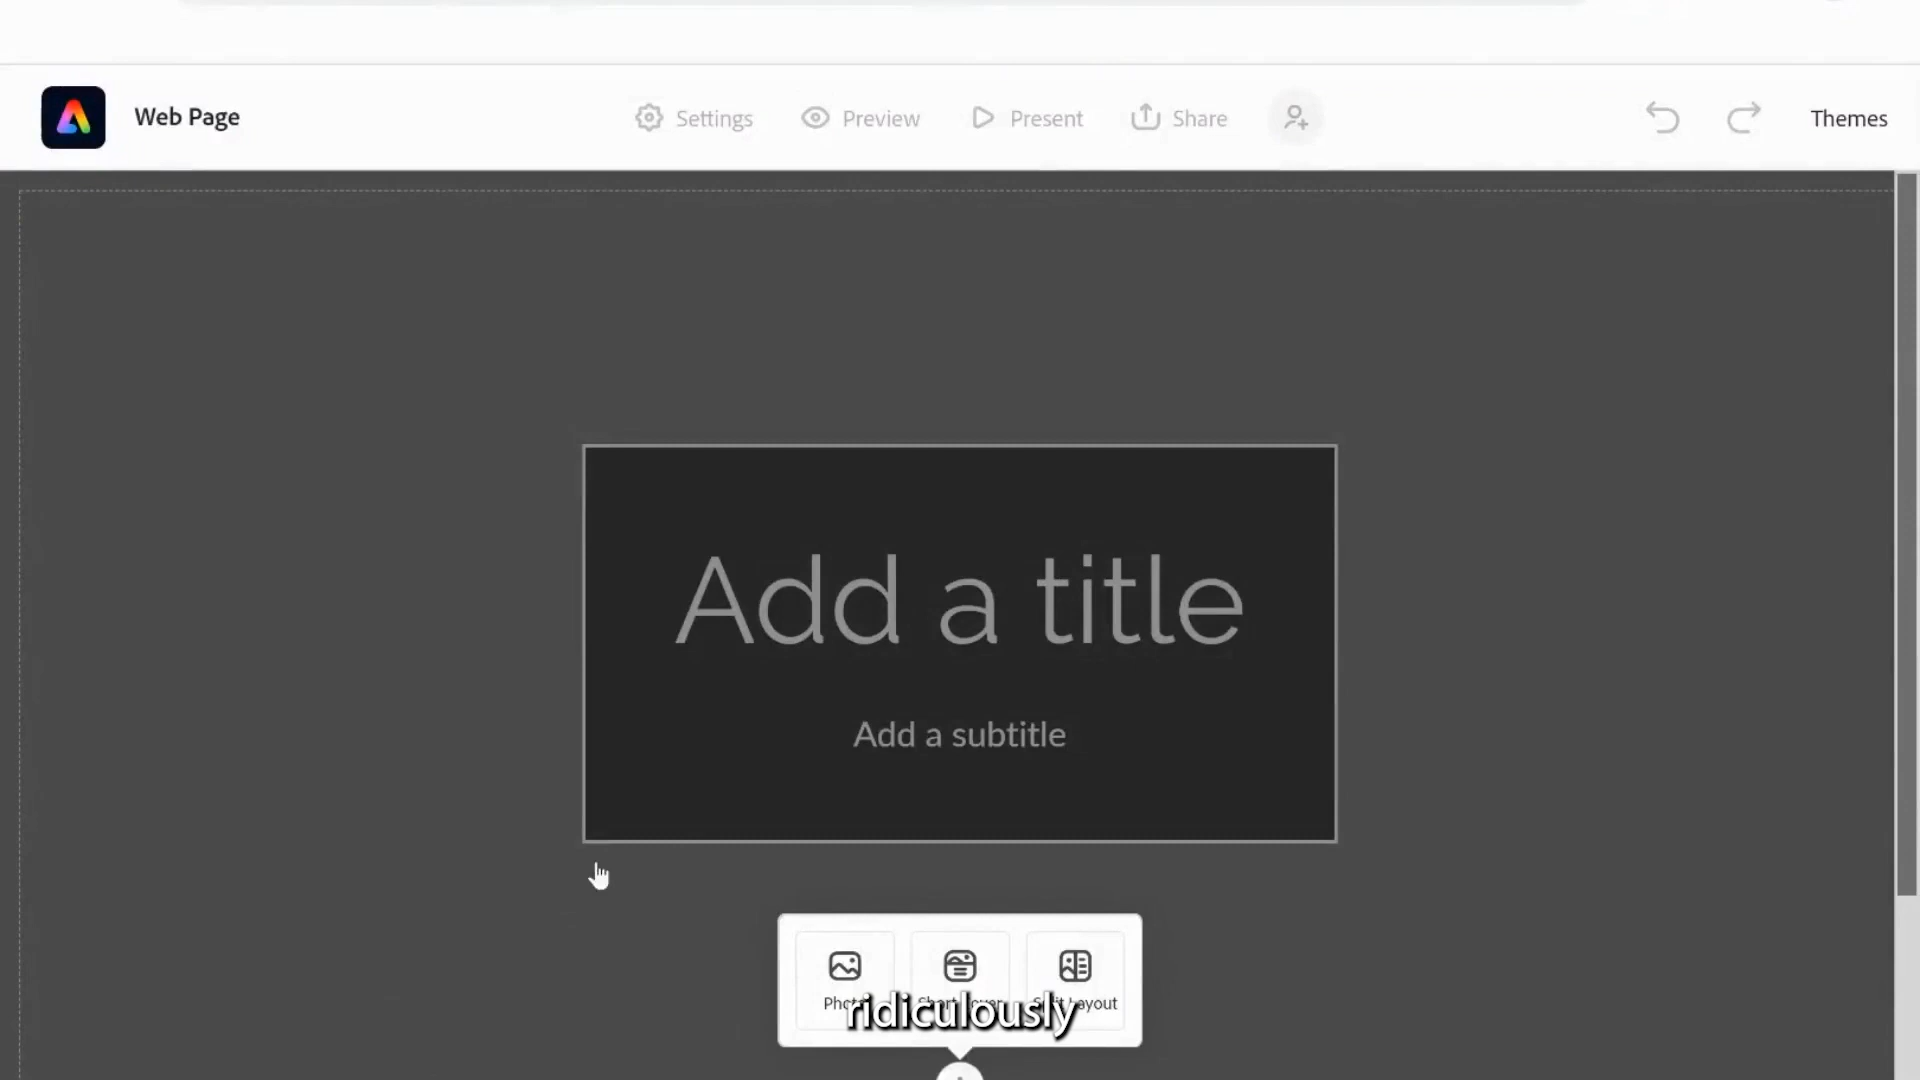 Web Page
Settings
Preview
Present
Share
Themes
Add a title
Add a subtitle
ridiculously